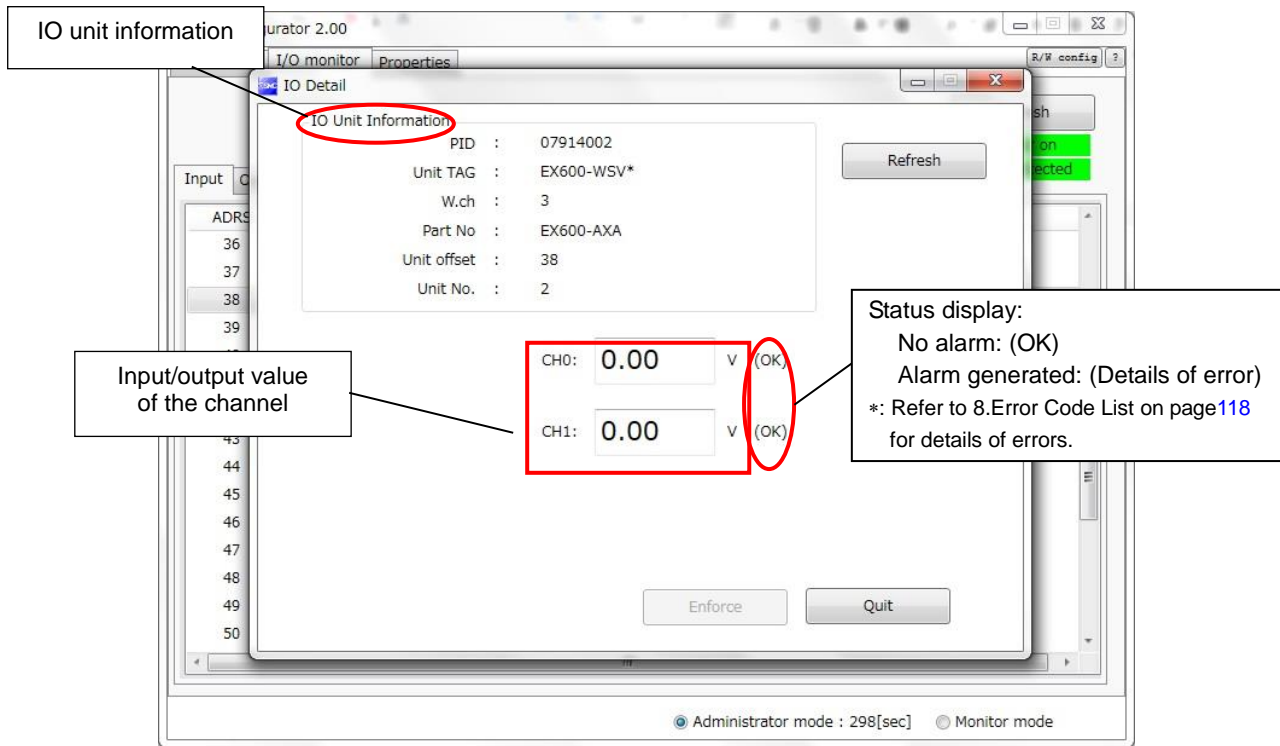 IO unit information
urator 2.00
I/O monitor Properties
R/W config ?
IO Detail
sh
IO Unit Information
PID : 07914002
Refresh
on
Unit TAG : EX600-WSV*
ected
Input
W.ch : 3
ADRS
Part No : EX600-AXA
36
Unit offset : 38
37
Unit No. : 2
38
39
Status display:
No alarm: (OK)
Alarm generated: (Details of error)
*: Refer to 8.Error Code List on page118
for details of errors.
Input/output value
of the channel
CH0: 0.00 V (OK)
CH1: 0.00 V (OK)
43
44
45
46
47
48
49
50
Enforce Quit
Administrator mode : 298[sec] Monitor mode